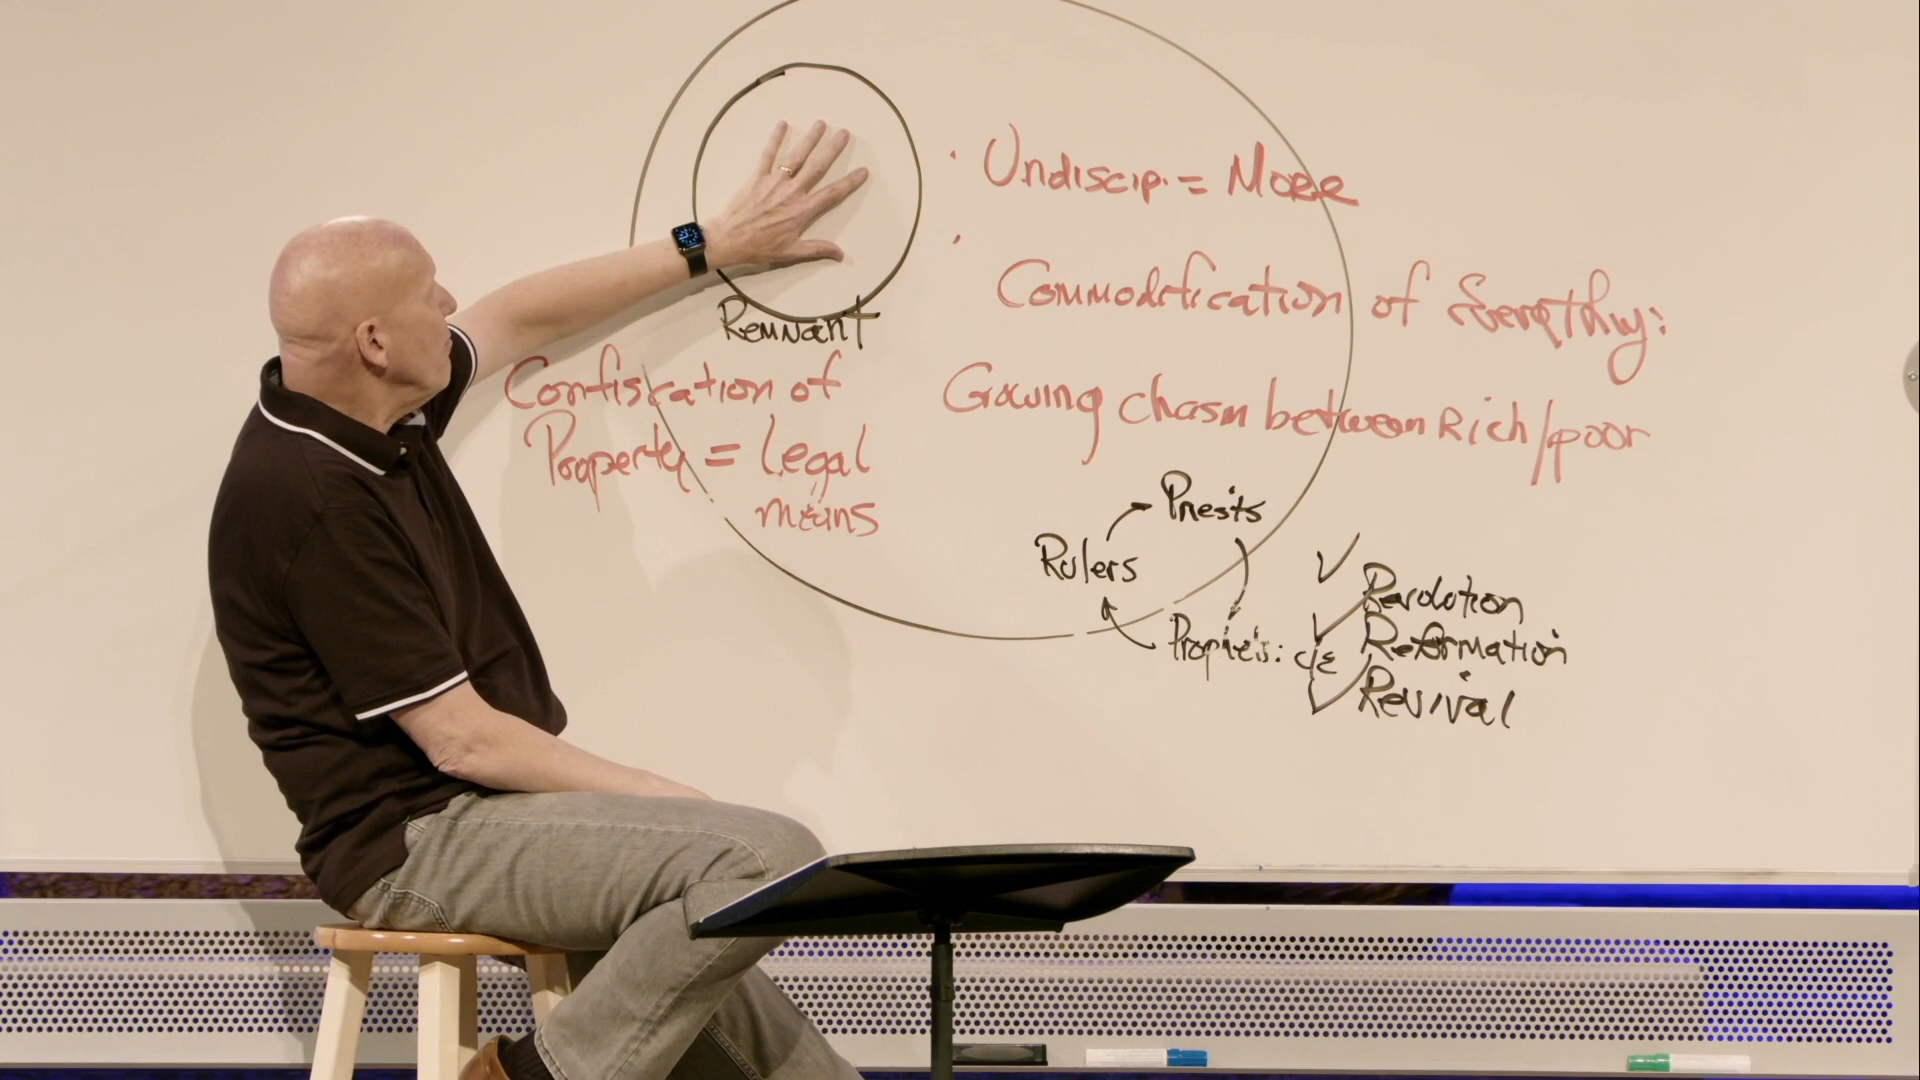 · Undiscip. = More
· Commodification of Everythy:
Growing chasm between Rich/poor
Remnant
Confiscation of
Property = legal
means
Priests
Rulers
Prophets:
Revolution
Reformation
Revival